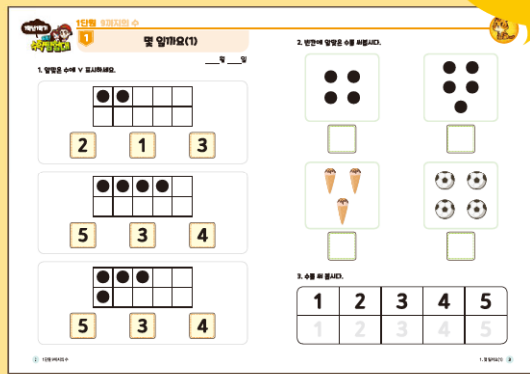 1단원 9까지의 수
1
몇 일까요(1)
월 일
1. 알맞은 수에 V 표시하세요.
2 1 3
5 3 4
5 3 4
1단원 9까지의 수
2. 빈칸에 알맞은 수를 써봅시다.
3. 수를 써 봅시다.
1 2 3 4 5
1 2 3 4 5
1. 몇 일까요(1)